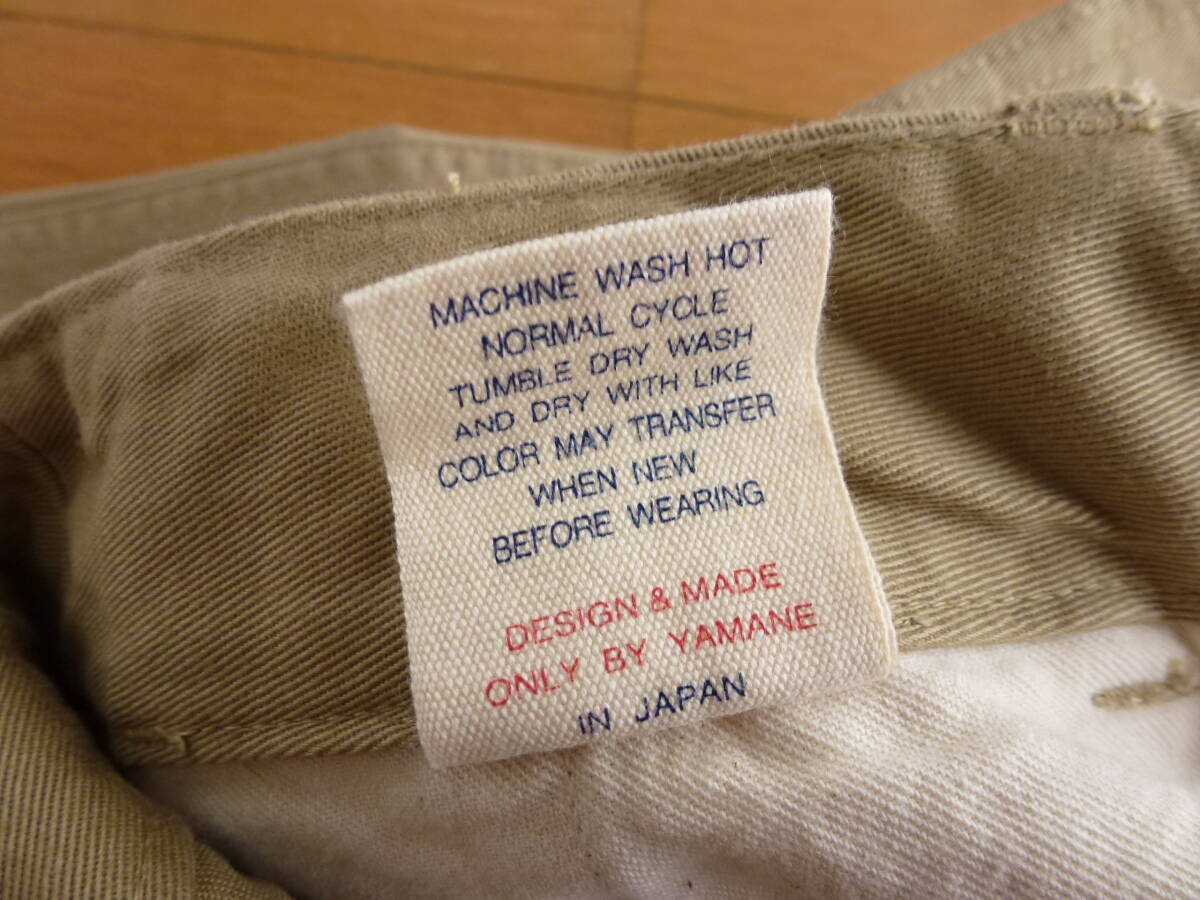 MACHINE WASH HOT
NORMAL CYCLE
TUMBLE DRY WASH
AND DRY WITH LIKE
COLOR MAY TRANSFER
WHEN NEW
BEFORE WEARING
DESIGN & MADE
ONLY BY YAMANE
IN JAPAN